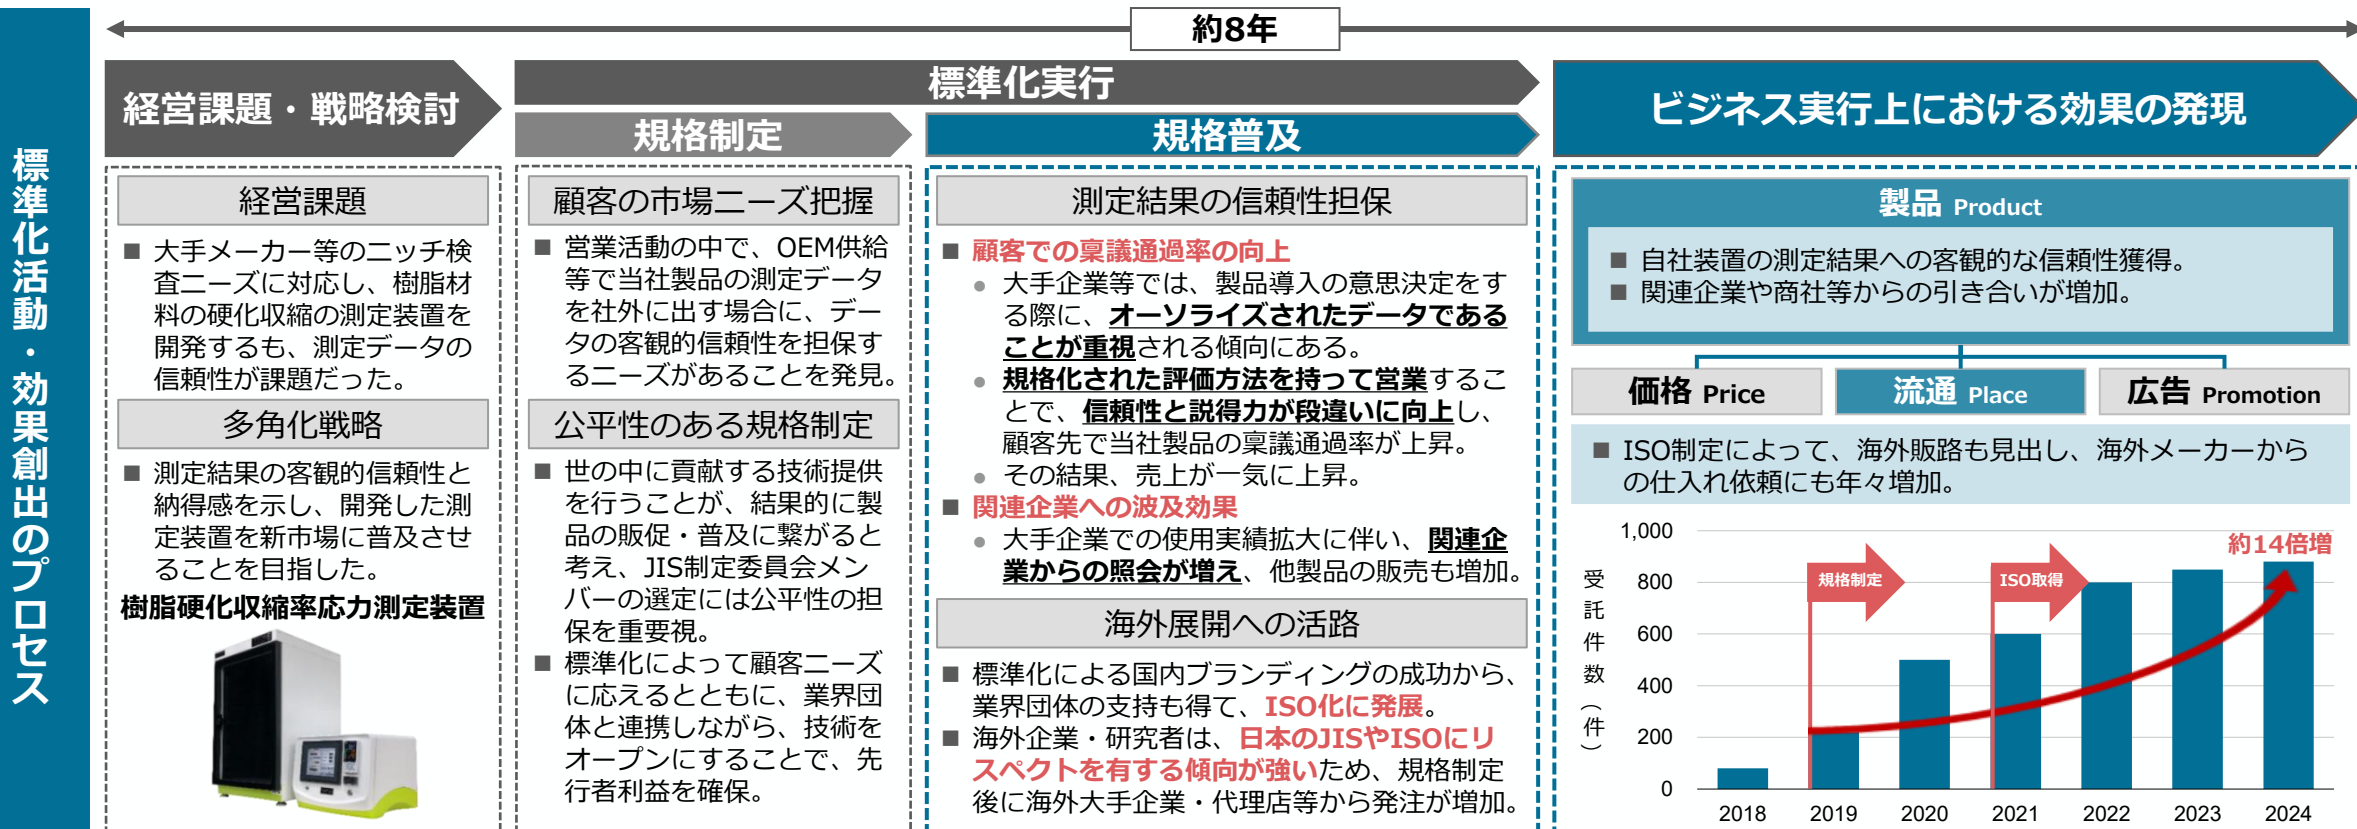 標準化活動・効果創出のプロセス
約8年
経営課題・戦略検討
標準化実行
規格制定
規格普及
ビジネス実行上における効果の発現
経営課題
■ 大手メーカー等のニッチ検
査ニーズに対応し、樹脂材
料の硬化収縮の測定装置を
開発するも、測定データの
信頼性が課題だった。
多角化戦略
■ 測定結果の客観的信頼性と
納得感を示し、開発した測
定装置を新市場に普及させ
ることを目指した。
樹脂硬化収縮率応力測定装置
顧客の市場ニーズ把握
■ 営業活動の中で、OEM供給
等で当社製品の測定データ
を社外に出す場合に、デー
タの客観的信頼性を担保す
るニーズがあることを発見。
公平性のある規格制定
■ 世の中に貢献する技術提供
を行うことが、結果的に製
品の販促・普及に繋がると
考え、JIS制定委員会メン
バーの選定には公平性の担
保を重要視。
■ 標準化によって顧客ニーズ
に応えるとともに、業界団
体と連携しながら、技術を
オープンにすることで、先
行者利益を確保。
測定結果の信頼性担保
■ 顧客での稟議通過率の向上
● 大手企業等では、製品導入の意思決定をす
る際に、オーソライズされたデータである
ことが重視される傾向にある。
● 規格化された評価方法を持って営業するこ
とで、信頼性と説得力が段違いに向上し、
顧客先で当社製品の稟議通過率が上昇。
● その結果、売上が一気に上昇。
■ 関連企業への波及効果
● 大手企業での使用実績拡大に伴い、関連企
業からの照会が増え、他製品の販売も増加。
海外展開への活路
■ 標準化による国内ブランディングの成功から、
業界団体の支持も得て、ISO化に発展。
■ 海外企業・研究者は、日本のJISやISOにリ
スペクトを有する傾向が強いため、規格制定
後に海外大手企業・代理店等から発注が増加。
製品 Product
■ 自社装置の測定結果への客観的な信頼性獲得。
■ 関連企業や商社等からの引き合いが増加。
価格 Price
流通 Place
広告 Promotion
■ ISO制定によって、海外販路も見出し、海外メーカーから
の仕入れ依頼にも年々増加。
受託件数（件）
1,000
800
600
400
200
0
規格制定
ISO取得
約14倍増
2018 2019 2020 2021 2022 2023 2024